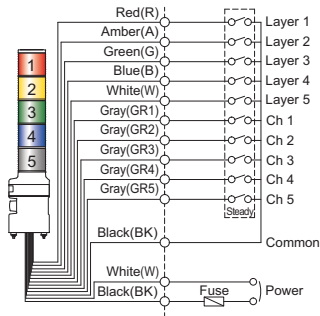 Red(R) Layer 1
Amber(A) Layer 2
Green(G) Layer 3
Blue(B) Layer 4
White(W) Layer 5
Gray(GR1) Ch 1
Gray(GR2) Ch 2
Gray(GR3) Ch 3
Gray(GR4) Ch 4
Gray(GR5) Ch 5
Steady
1
2
3
4
5
Black(BK) Common
White(W)
Black(BK) Fuse Power